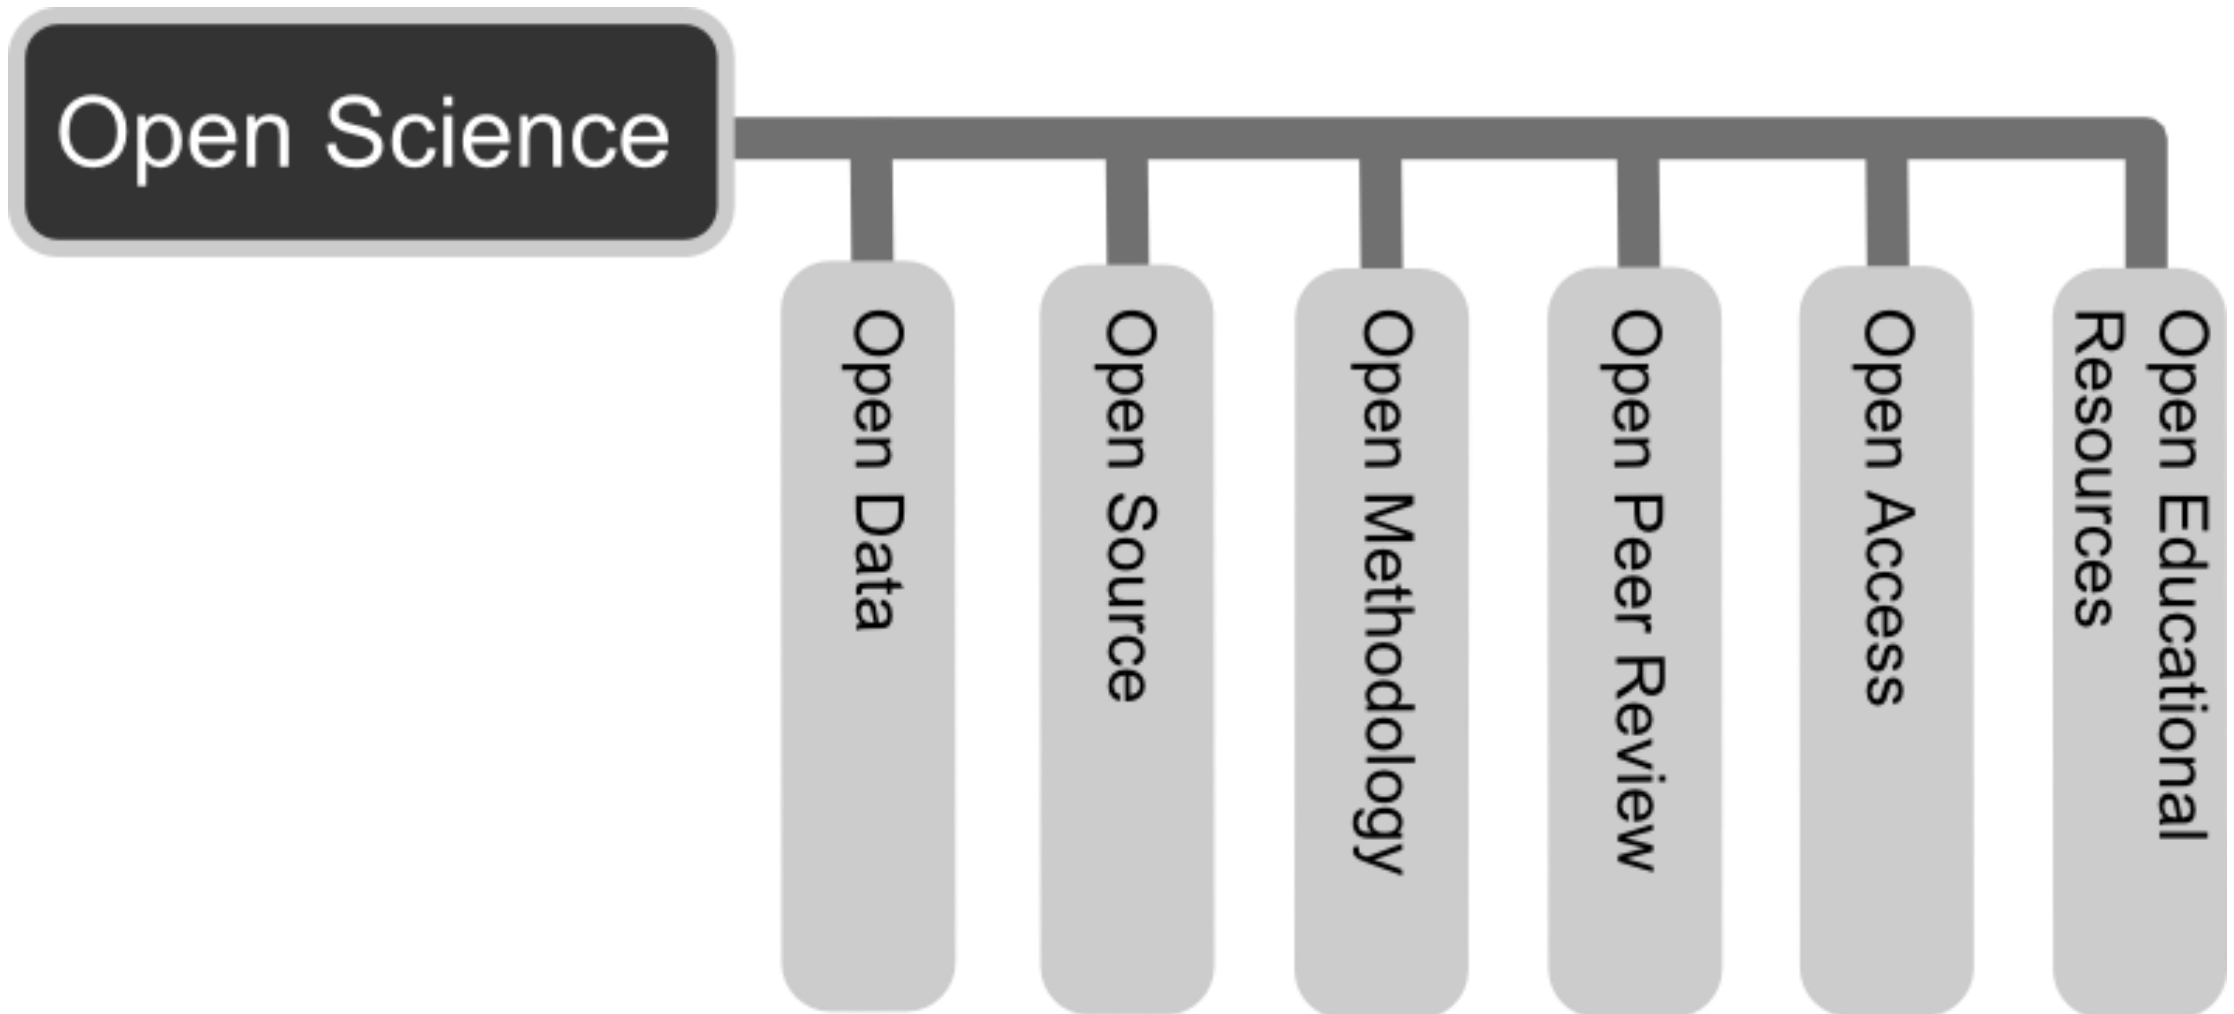 Open Science
Open Data
Open Source
Open Methodology
Open Peer Review
Open Access
Open Educational
Resources